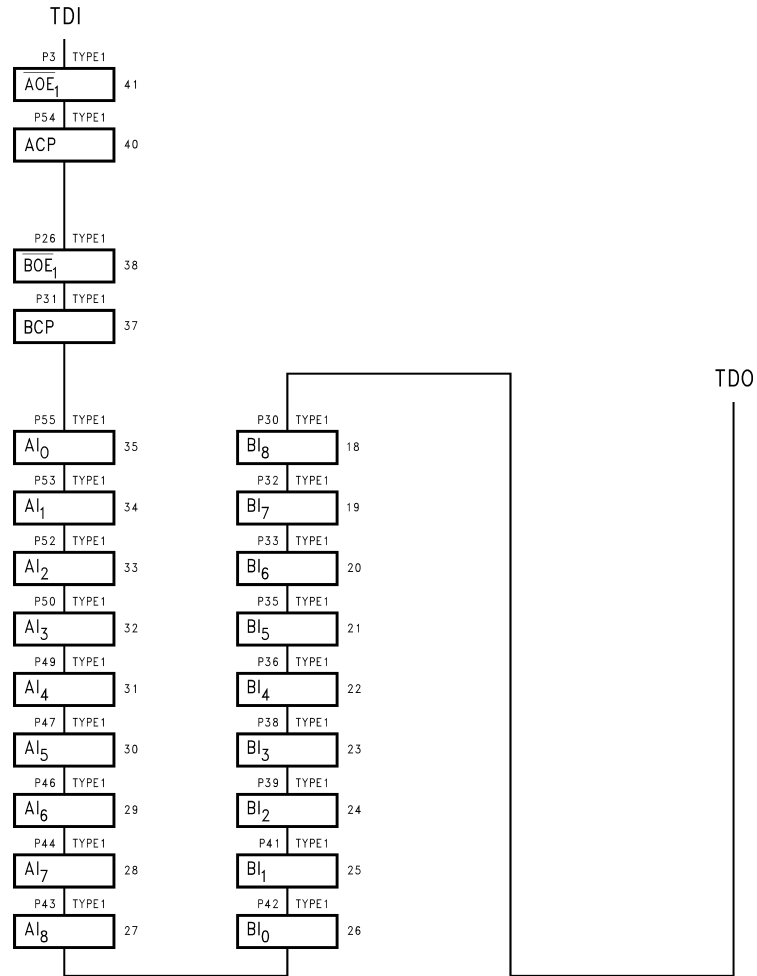 TDI
P3 TYPE1
AOE1 41
P54 TYPE1
ACP 40
P26 TYPE1
BOE1 38
P31 TYPE1
BCP 37
P55 TYPE1
AI0 35
P53 TYPE1
AI1 34
P52 TYPE1
AI2 33
P50 TYPE1
AI3 32
P49 TYPE1
AI4 31
P47 TYPE1
AI5 30
P46 TYPE1
AI6 29
P44 TYPE1
AI7 28
P43 TYPE1
AI8 27
P30 TYPE1
BI8 18
P32 TYPE1
BI7 19
P33 TYPE1
BI6 20
P35 TYPE1
BI5 21
P36 TYPE1
BI4 22
P38 TYPE1
BI3 23
P39 TYPE1
BI2 24
P41 TYPE1
BI1 25
P42 TYPE1
BI0 26
TDO